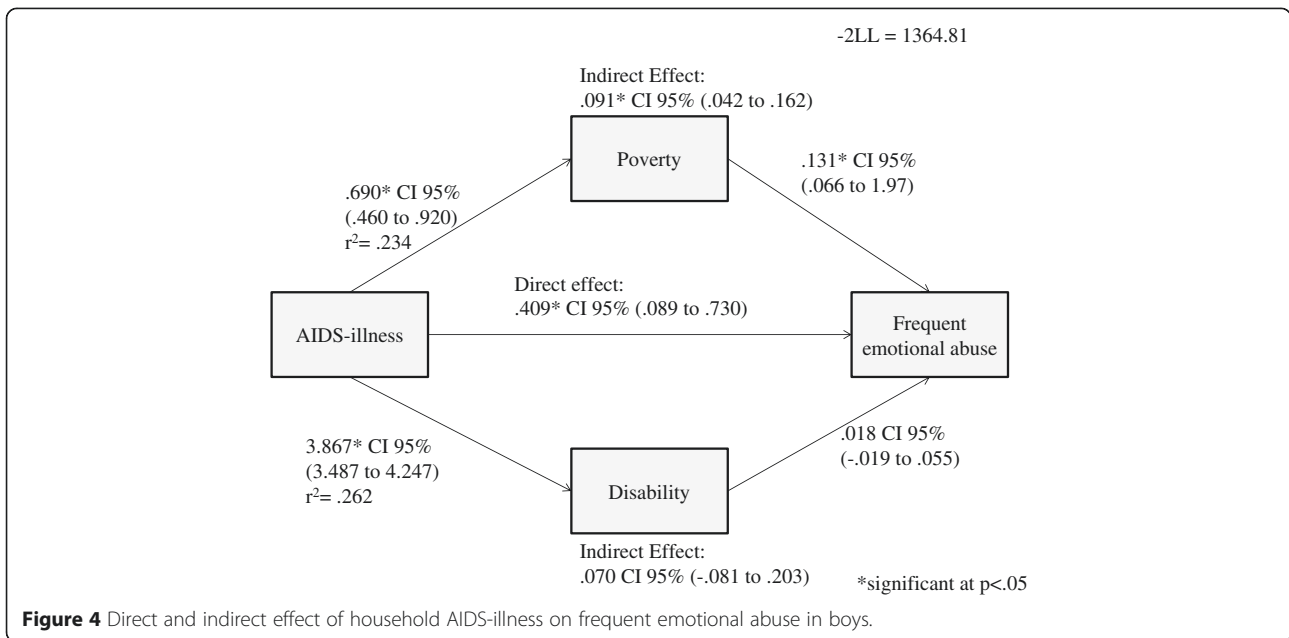 -2LL = 1364.81
Indirect Effect:
.091* CI 95% (.042 to .162)
Poverty
.131* CI 95%
(.066 to 1.97)
.690* CI 95%
(.460 to .920)
r²= .234
Direct effect:
.409* CI 95% (.089 to .730)
AIDS-illness
Frequent
emotional abuse
3.867* CI 95%
(3.487 to 4.247)
r²= .262
.018 CI 95%
(-.019 to .055)
Disability
Indirect Effect:
.070 CI 95% (-.081 to .203)
*significant at p<.05
Figure 4 Direct and indirect effect of household AIDS-illness on frequent emotional abuse in boys.